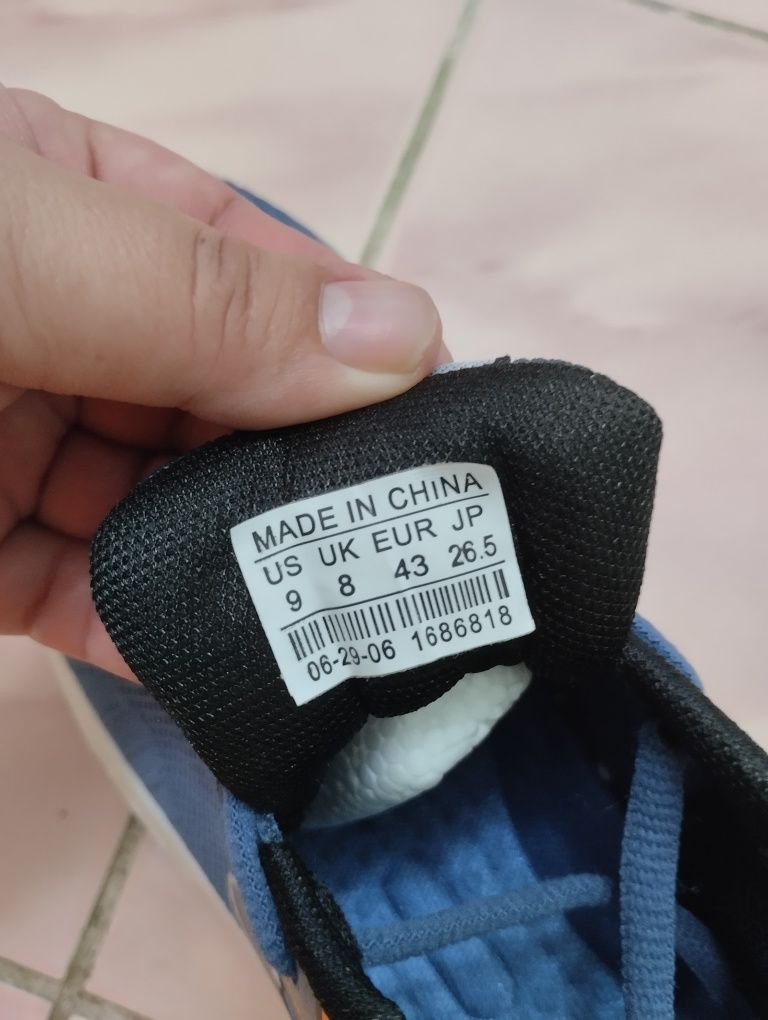 MADE IN CHINA
US UK EUR JP
9 8 43 26.5
06-29-06 1686818